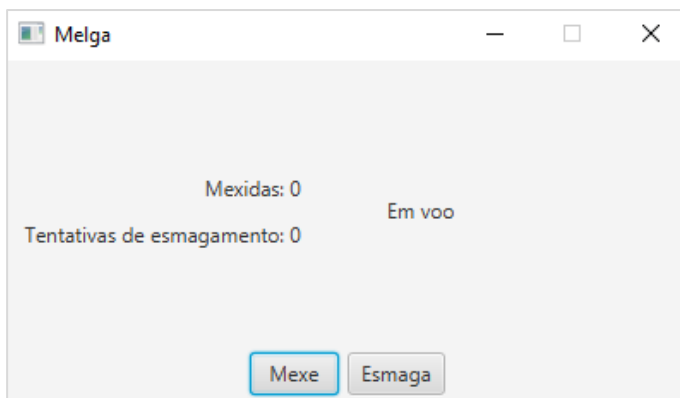 Melga
Mexidas: 0
Em voo
Tentativas de esmagamento: 0
Mexe Esmaga